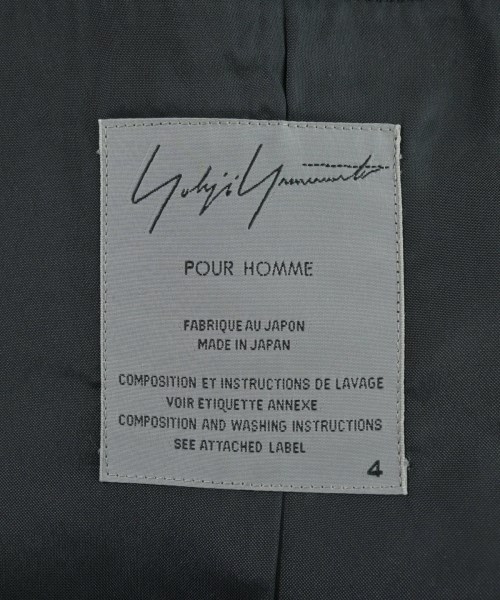 Yohji Yamamoto
POUR HOMME
FABRIQUE AU JAPON
MADE IN JAPAN
COMPOSITION ET INSTRUCTIONS DE LAVAGE
VOIR ETIQUETTE ANNEXE
COMPOSITION AND WASHING INSTRUCTIONS
SEE ATTACHED LABEL
4